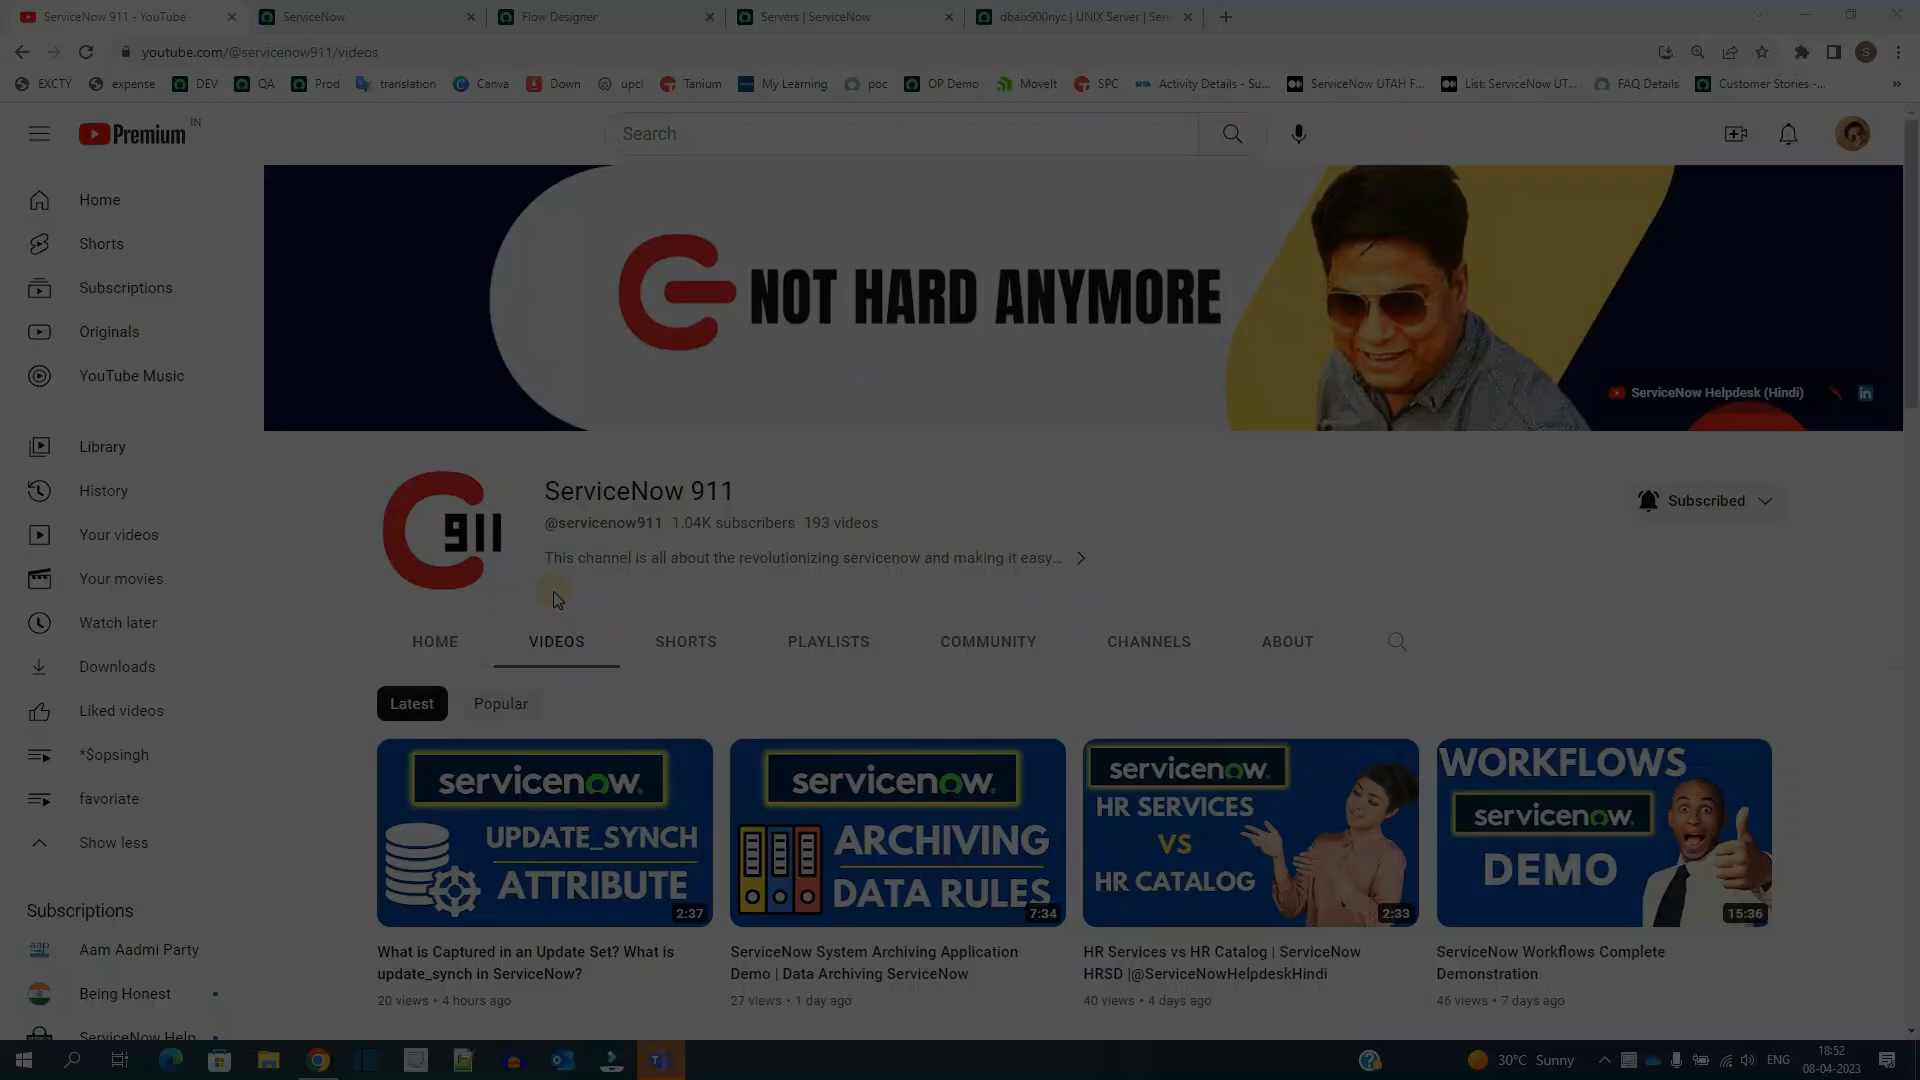 ServiceNow 911 - YouTube
ServiceNow
Flow Designer
Servers | ServiceNow
dbaix900nyc | UNIX Server | Ser
youtube.com/@servicenow911/videos
S
EXCTY
expense
DEV
QA
Prod
translation
Canva
Down
upcl
Tanium
My Learning
poc
OP Demo
MoveIt
SPC
Activity Details - Su...
ServiceNow UTAH F...
List: ServiceNow UT...
FAQ Details
Customer Stories -...
Premium IN
Search
NOT HARD ANYMORE
ServiceNow Helpdesk (Hindi)
in
Home
Shorts
Subscriptions
Originals
YouTube Music
Library
History
Your videos
Your movies
Watch later
Downloads
Liked videos
*$opsingh
favoriate
Show less
Subscriptions
Aam Aadmi Party
Being Honest
ServiceNow Help
911
ServiceNow 911
@servicenow911 1.04K subscribers 193 videos
This channel is all about the revolutionizing servicenow and making it easy...
Subscribed
HOME
VIDEOS
SHORTS
PLAYLISTS
COMMUNITY
CHANNELS
ABOUT
Latest
Popular
servicenow.
UPDATE_SYNCH
ATTRIBUTE
2:37
What is Captured in an Update Set? What is
update_synch in ServiceNow?
20 views • 4 hours ago
servicenow.
ARCHIVING
DATA RULES
7:34
ServiceNow System Archiving Application
Demo | Data Archiving ServiceNow
27 views • 1 day ago
servicenow.
HR SERVICES
VS
HR CATALOG
2:33
HR Services vs HR Catalog | ServiceNow
HRSD |@ServiceNowHelpdeskHindi
40 views • 4 days ago
WORKFLOWS
servicenow.
DEMO
15:36
ServiceNow Workflows Complete
Demonstration
46 views • 7 days ago
30°C Sunny
ENG
18:52
08-04-2023